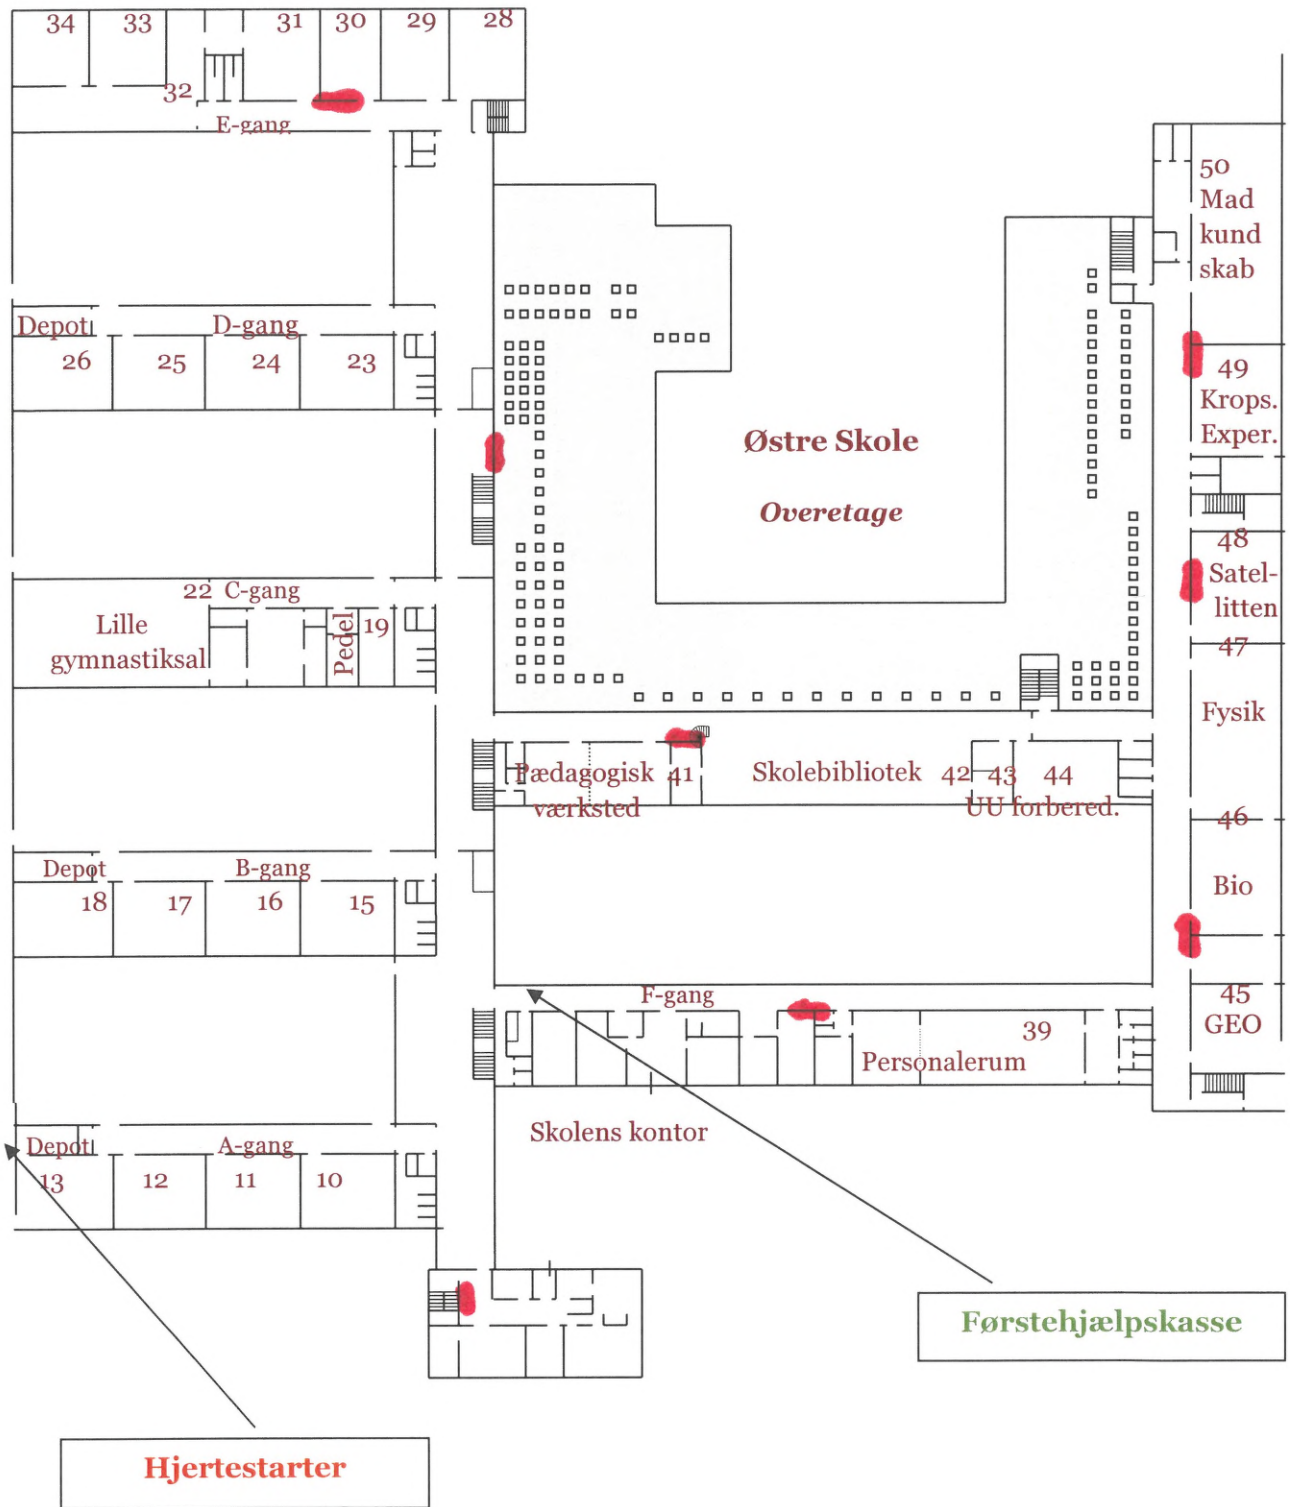 34 33 31 30 29 28
32
E-gang
50
Mad
kund
skab
Depot D-gang
26 25 24 23
49
Krops.
Exper.
Østre Skole
Overetage
48
Satel-
litten
22 C-gang
Lille
gymnastiksal
Pedel
19
47
Fysik
Pædagogisk
værksted
41 Skolebibliotek 42 43 44
UU forbered.
46
Bio
Depot B-gang
18 17 16 15
F-gang
45
GEO
39
Personalerum
Skolens kontor
Depot A-gang
13 12 11 10
Førstehjælpskasse
Hjertestarter